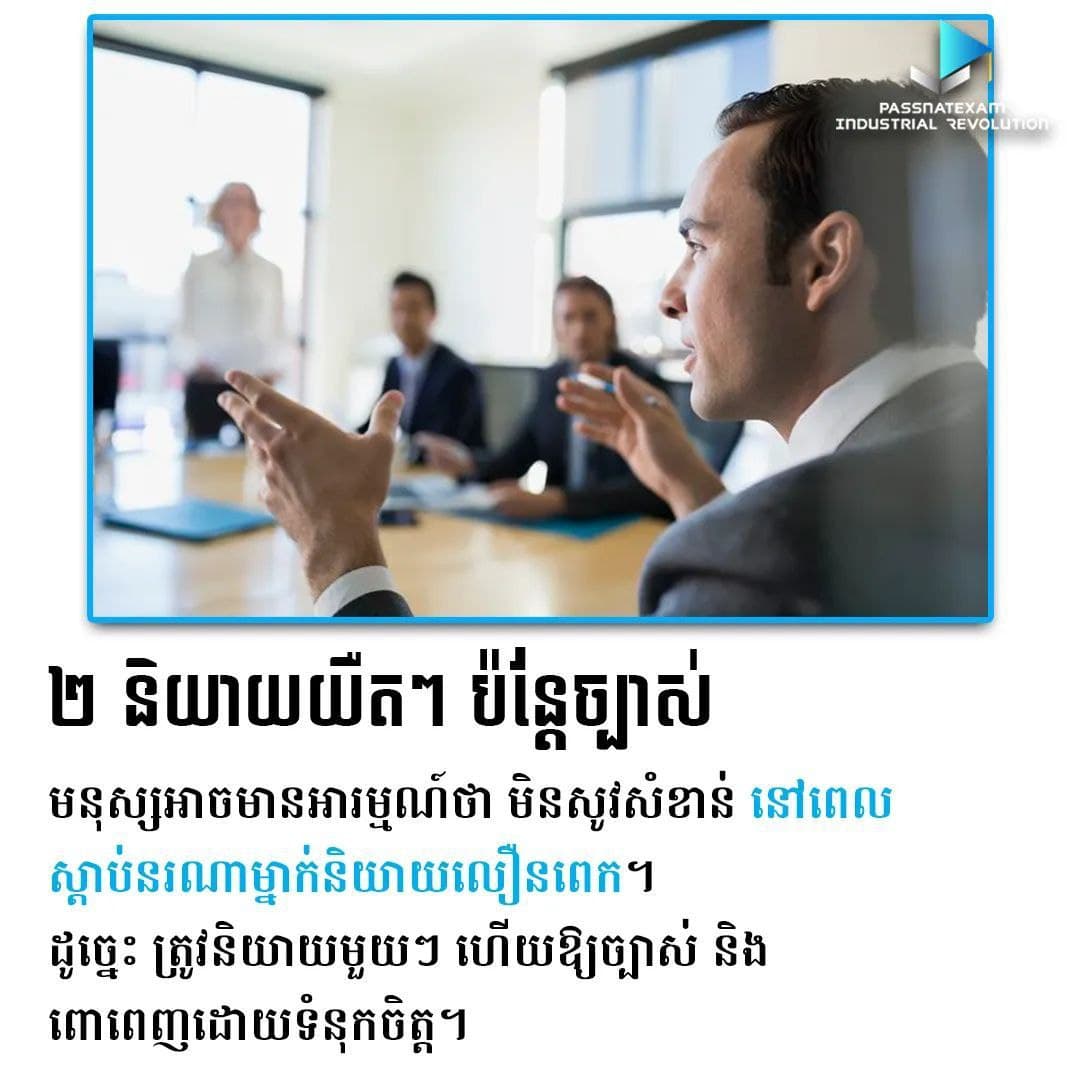 PASSNATEXAM
INDUSTRIAL REVOLUTION
២ និយាយយឺតៗ ប៉ន្តែច្បាស់
មនុស្សអាចមានអារម្មណ៍ថា មិនសូវសំខាន់ នៅពេល
ស្តាប់នរណាម្នាក់និយាយលឿនពេក។
ដូច្នេះ ត្រូវនិយាយមួយៗ ហើយឱ្យច្បាស់ និង
ពោពេញដោយទំនុកចិត្ត។